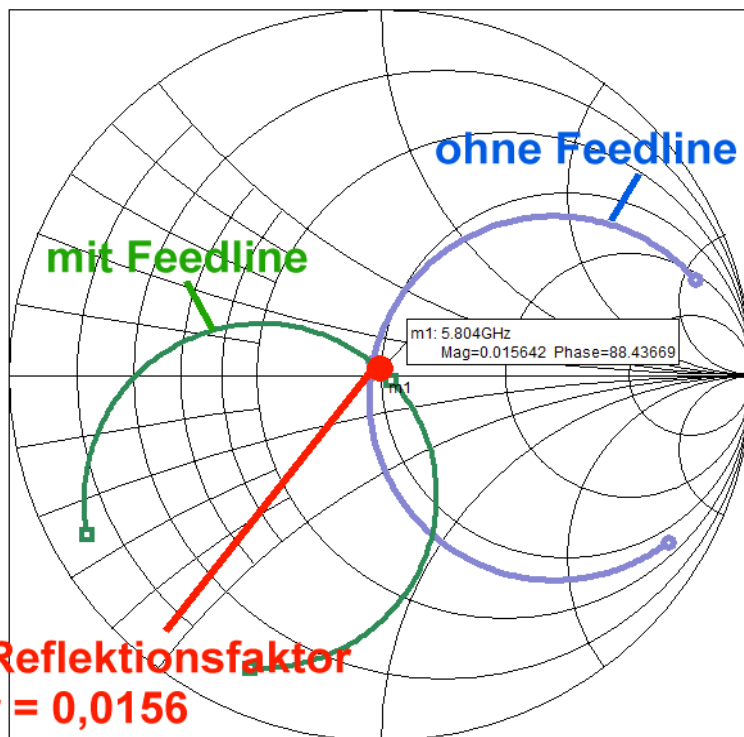 ohne Feedline
mit Feedline
m1: 5.804GHz
Mag=0.015642 Phase=88.43669
m1
Reflektionsfaktor
= 0,0156